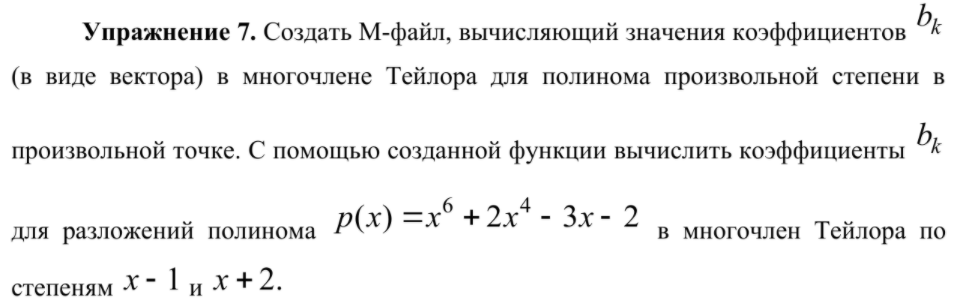 Упражнение 7. Создать М-файл, вычисляющий значения коэффициентов b_k
(в виде вектора) в многочлене Тейлора для полинома произвольной степени в
произвольной точке. С помощью созданной функции вычислить коэффициенты b_k
для разложений полинома p(x) = x^6 + 2x^4 - 3x - 2 в многочлен Тейлора по
степеням x - 1 и x + 2.